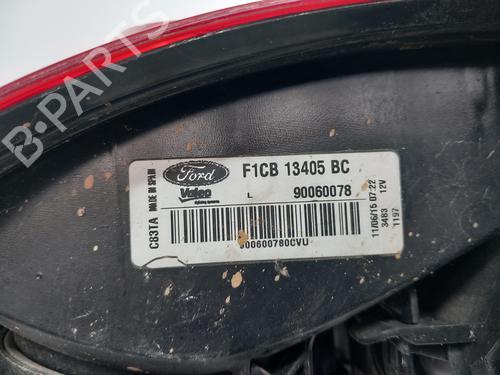 B-PARTS
Ford
F1CB 13405 BC
Valeo
L
90060078
C83TA
MADE IN SPAIN
00600780CVU
11/06/15 07:22
12V
3483
1197